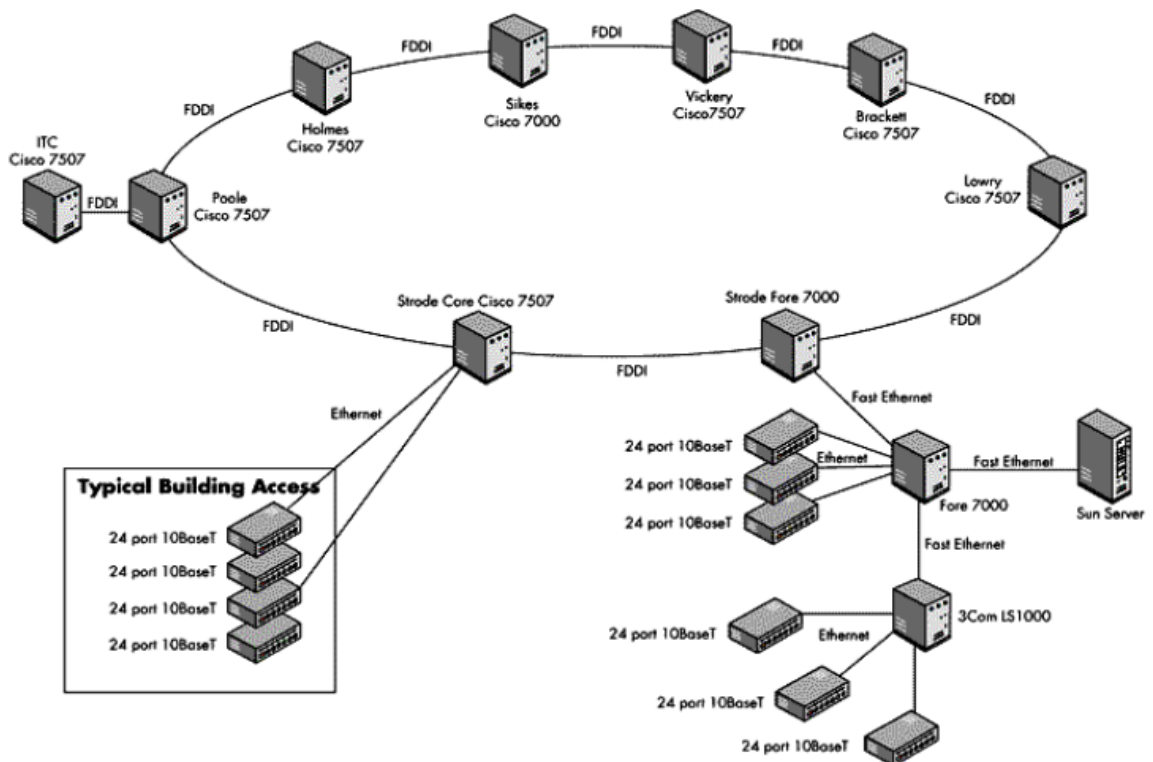 FDDI
FDDI
FDDI
FDDI
FDDI
Holmes
Cisco 7507
Sikes
Cisco 7000
Vickery
Cisco7507
Brackett
Cisco 7507
ITC
Cisco 7507
FDDI
Poole
Cisco 7507
Lowry
Cisco 7507
Strode Core Cisco 7507
Strode Fore 7000
FDDI
FDDI
FDDI
Ethernet
Fast Ethernet
24 port 10BaseT
24 port 10BaseT
24 port 10BaseT
Ethernet
Fast Ethernet
Fore 7000
Sun Server
Typical Building Access
24 port 10BaseT
24 port 10BaseT
24 port 10BaseT
24 port 10BaseT
Fast Ethernet
3Com LS1000
24 port 10BaseT
Ethernet
24 port 10BaseT
24 port 10BaseT